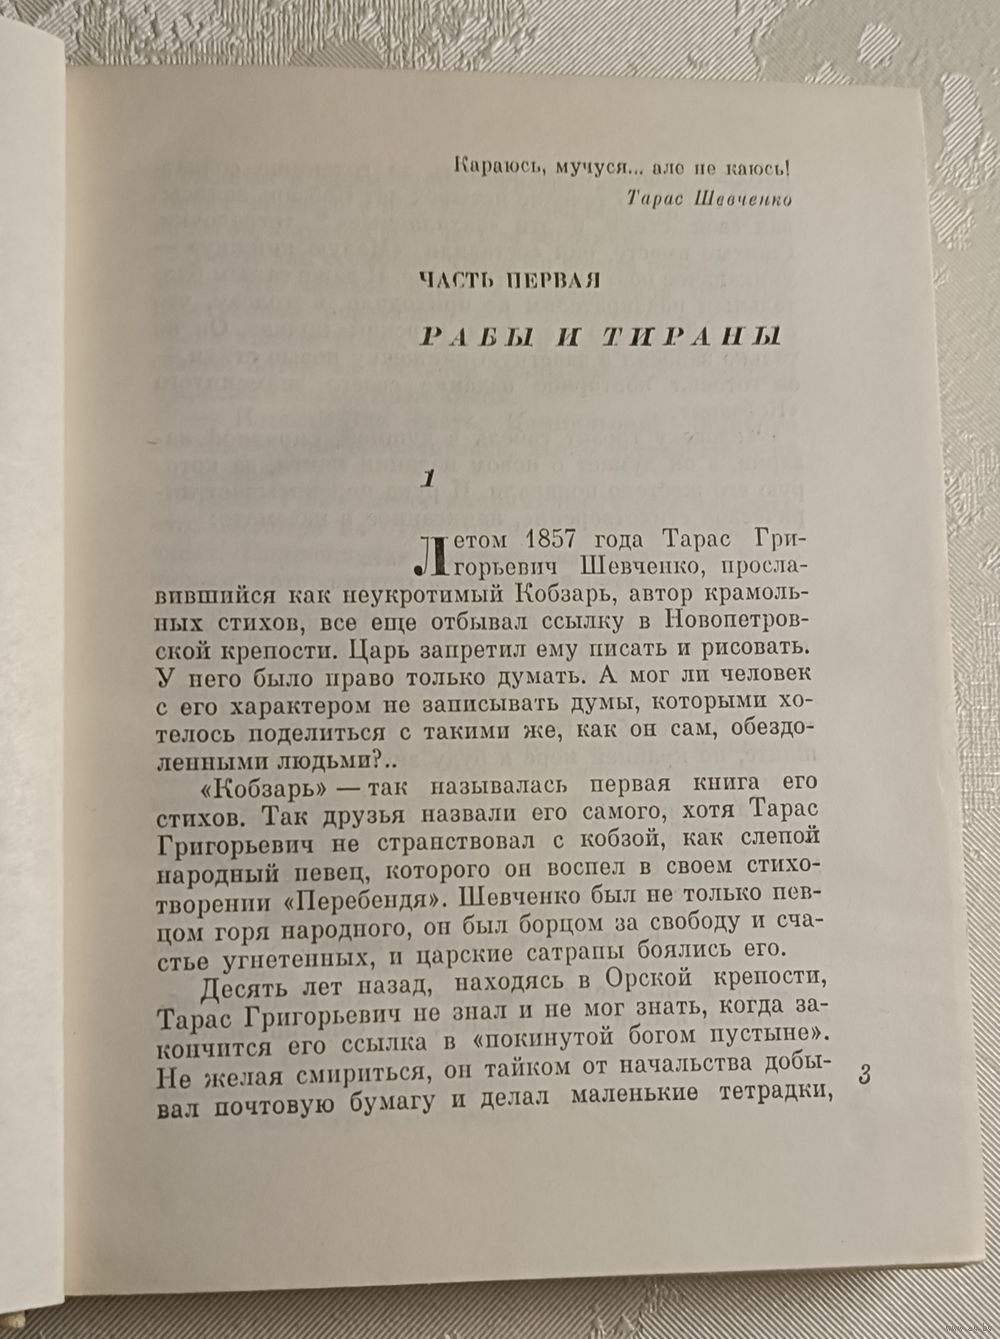 Караюсь, мучуся... але не каюсь!
Тарас Шевченко
ЧАСТЬ ПЕРВАЯ
РАБЫ И ТИРАНЫ
1
Летом 1857 года Тарас Гри-
горьевич Шевченко, просла-
вившийся как неукротимый Кобзарь, автор крамоль-
ных стихов, все еще отбывал ссылку в Новопетров-
ской крепости. Царь запретил ему писать и рисовать.
У него было право только думать. А мог ли человек
с его характером не записывать думы, которыми хо-
телось поделиться с такими же, как он сам, обездо-
ленными людьми?..
«Кобзарь» — так называлась первая книга его
стихов. Так друзья назвали его самого, хотя Тарас
Григорьевич не странствовал с кобзой, как слепой
народный певец, которого он воспел в своем стихо-
творении «Перебендя». Шевченко был не только пев-
цом горя народного, он был борцом за свободу и сча-
стье угнетенных, и царские сатрапы боялись его.
Десять лет назад, находясь в Орской крепости,
Тарас Григорьевич не знал и не мог знать, когда за-
кончится его ссылка в «покинутой богом пустыне».
Не желая смириться, он тайком от начальства добы-
вал почтовую бумагу и делал маленькие тетрадки,
3